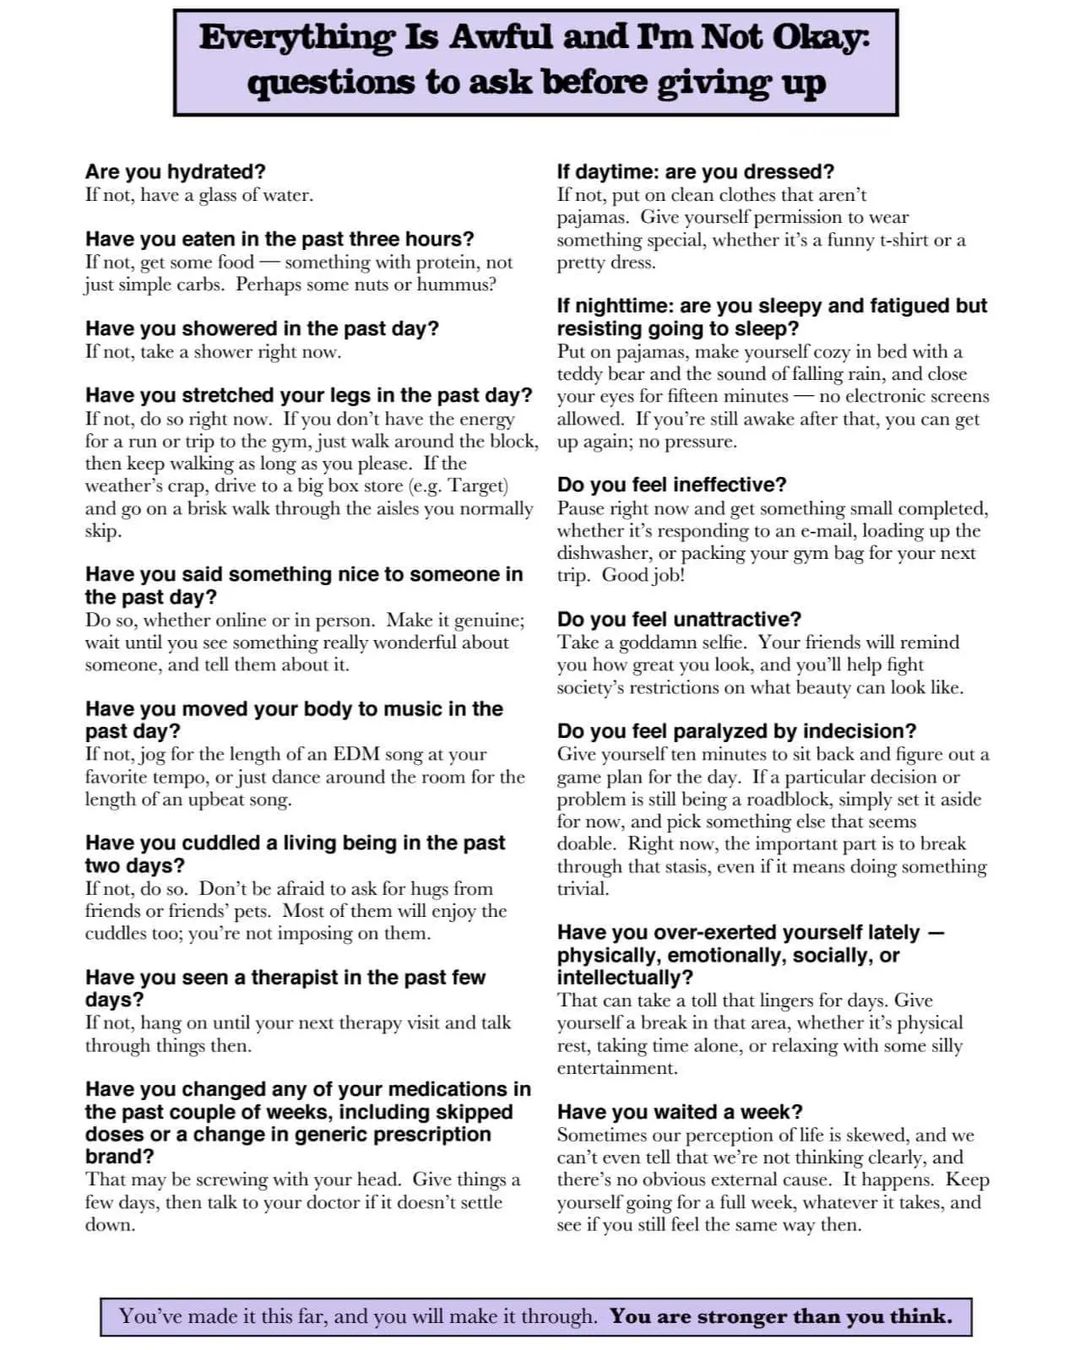 Everything Is Awful and I'm Not Okay:
questions to ask before giving up
Are you hydrated?
If not, have a glass of water.
Have you eaten in the past three hours?
If not, get some food — something with protein, not
just simple carbs.  Perhaps some nuts or hummus?
Have you showered in the past day?
If not, take a shower right now.
Have you stretched your legs in the past day?
If not, do so right now.  If you don't have the energy
for a run or trip to the gym, just walk around the block,
then keep walking as long as you please.  If the
weather's crap, drive to a big box store (e.g. Target)
and go on a brisk walk through the aisles you normally
skip.
Have you said something nice to someone in
the past day?
Do so, whether online or in person.  Make it genuine;
wait until you see something really wonderful about
someone, and tell them about it.
Have you moved your body to music in the
past day?
If not, jog for the length of an EDM song at your
favorite tempo, or just dance around the room for the
length of an upbeat song.
Have you cuddled a living being in the past
two days?
If not, do so.  Don't be afraid to ask for hugs from
friends or friends' pets.  Most of them will enjoy the
cuddles too; you're not imposing on them.
Have you seen a therapist in the past few
days?
If not, hang on until your next therapy visit and talk
through things then.
Have you changed any of your medications in
the past couple of weeks, including skipped
doses or a change in generic prescription
brand?
That may be screwing with your head.  Give things a
few days, then talk to your doctor if it doesn't settle
down.
If daytime: are you dressed?
If not, put on clean clothes that aren't
pajamas.  Give yourself permission to wear
something special, whether it's a funny t-shirt or a
pretty dress.
If nighttime: are you sleepy and fatigued but
resisting going to sleep?
Put on pajamas, make yourself cozy in bed with a
teddy bear and the sound of falling rain, and close
your eyes for fifteen minutes — no electronic screens
allowed.  If you're still awake after that, you can get
up again; no pressure.
Do you feel ineffective?
Pause right now and get something small completed,
whether it's responding to an e-mail, loading up the
dishwasher, or packing your gym bag for your next
trip.  Good job!
Do you feel unattractive?
Take a goddamn selfie.  Your friends will remind
you how great you look, and you'll help fight
society's restrictions on what beauty can look like.
Do you feel paralyzed by indecision?
Give yourself ten minutes to sit back and figure out a
game plan for the day.  If a particular decision or
problem is still being a roadblock, simply set it aside
for now, and pick something else that seems
doable.  Right now, the important part is to break
through that stasis, even if it means doing something
trivial.
Have you over-exerted yourself lately —
physically, emotionally, socially, or
intellectually?
That can take a toll that lingers for days. Give
yourself a break in that area, whether it's physical
rest, taking time alone, or relaxing with some silly
entertainment.
Have you waited a week?
Sometimes our perception of life is skewed, and we
can't even tell that we're not thinking clearly, and
there's no obvious external cause.  It happens.  Keep
yourself going for a full week, whatever it takes, and
see if you still feel the same way then.
You've made it this far, and you will make it through.  You are stronger than you think.